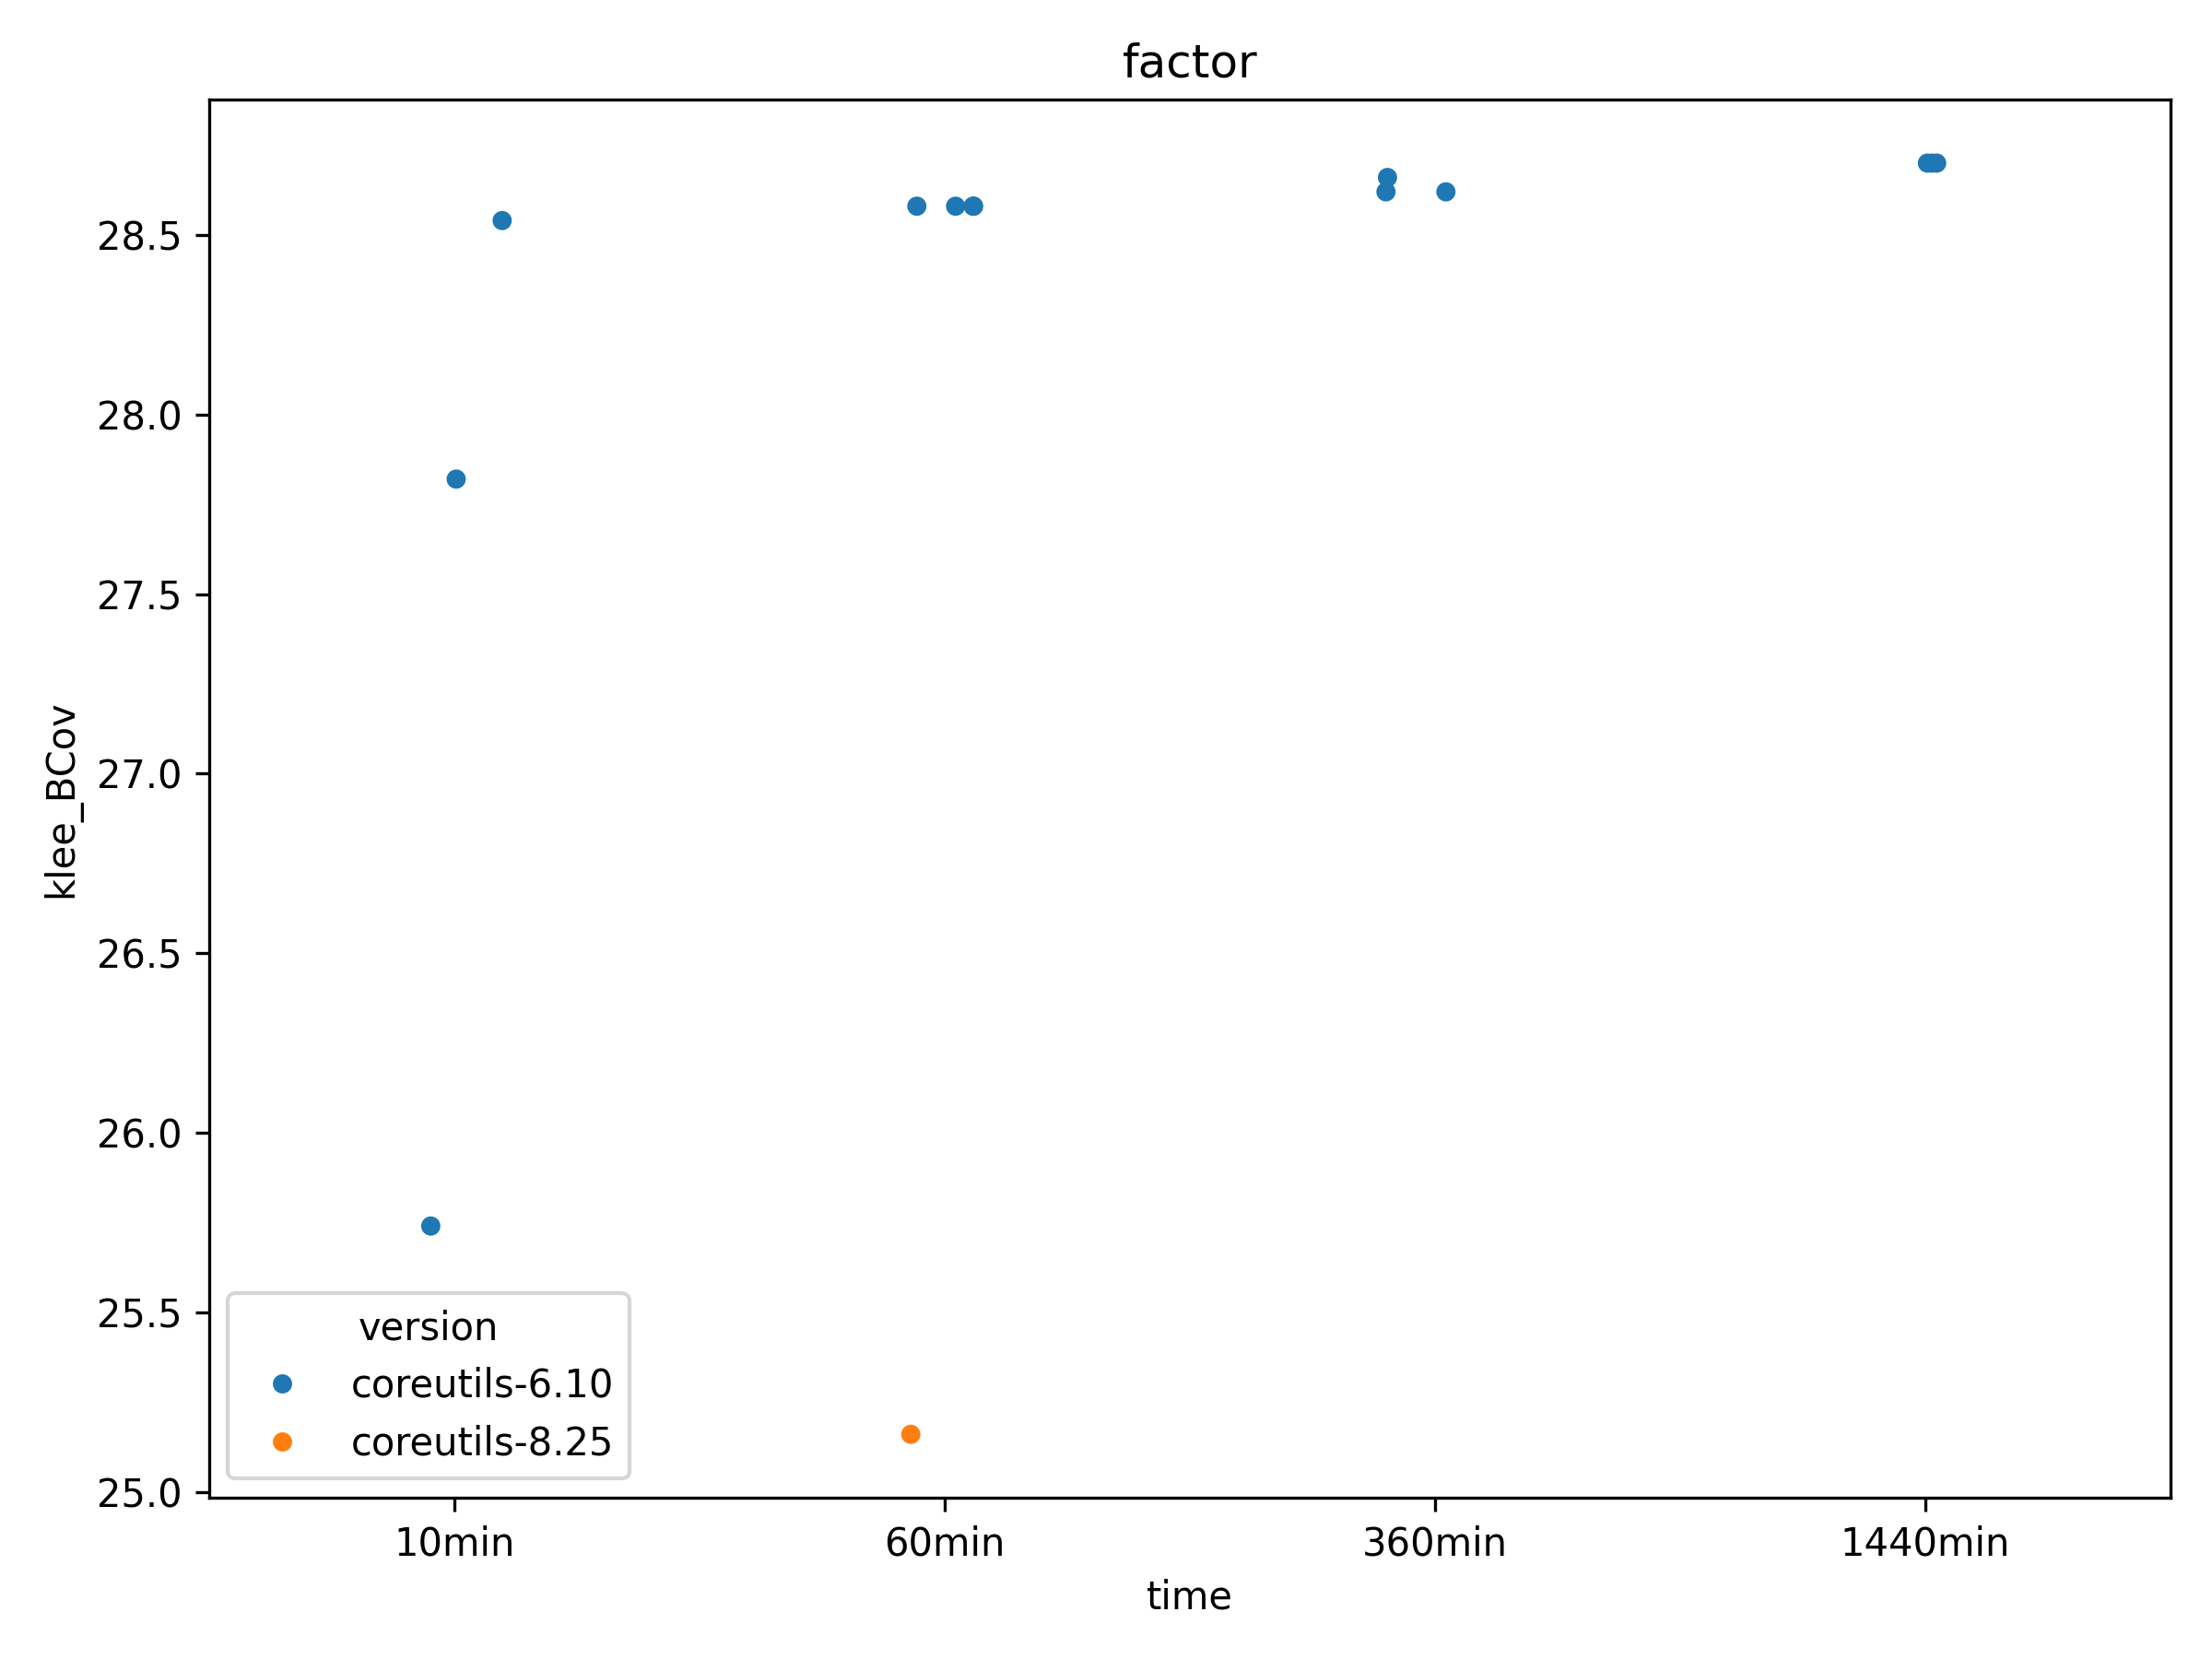 factor
klee_BCov
28.5
28.0
27.5
27.0
26.5
26.0
25.5
25.0
version
coreutils-6.10
coreutils-8.25
10min 60min 360min 1440min
time